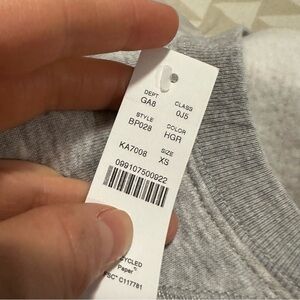 DEPT CLASS
GA8 0J5
STYLE COLOR
BP028 HGR
SIZE
KA7008 XS
099107500922
CYCLED
Paper
FSC® C117781